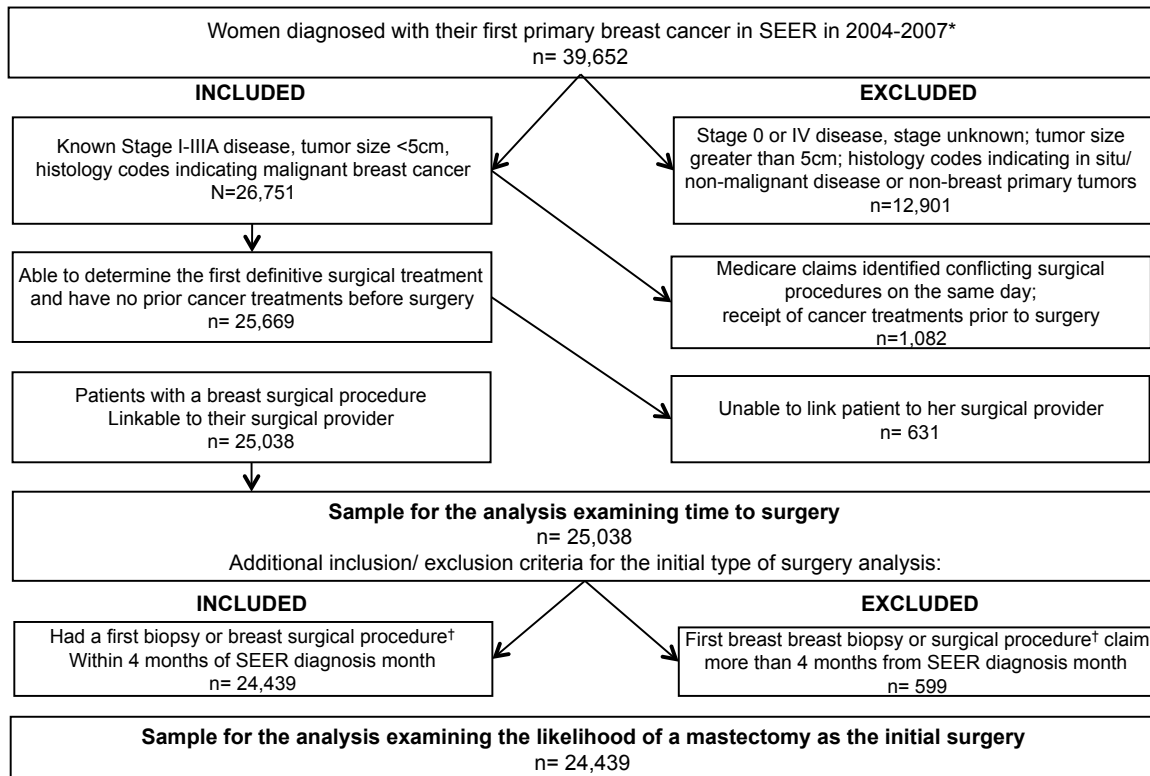 Women diagnosed with their first primary breast cancer in SEER in 2004-2007*
n= 39,652
INCLUDED
EXCLUDED
Known Stage I-IIIA disease, tumor size <5cm,
histology codes indicating malignant breast cancer
N=26,751
Stage 0 or IV disease, stage unknown; tumor size
greater than 5cm; histology codes indicating in situ/
non-malignant disease or non-breast primary tumors
n=12,901
Able to determine the first definitive surgical treatment
and have no prior cancer treatments before surgery
n= 25,669
Medicare claims identified conflicting surgical
procedures on the same day;
receipt of cancer treatments prior to surgery
n=1,082
Patients with a breast surgical procedure
Linkable to their surgical provider
n= 25,038
Unable to link patient to her surgical provider
n= 631
Sample for the analysis examining time to surgery
n= 25,038
Additional inclusion/ exclusion criteria for the initial type of surgery analysis:
INCLUDED
EXCLUDED
Had a first biopsy or breast surgical procedure†
Within 4 months of SEER diagnosis month
n= 24,439
First breast breast biopsy or surgical procedure† claim
more than 4 months from SEER diagnosis month
n= 599
Sample for the analysis examining the likelihood of a mastectomy as the initial surgery
n= 24,439